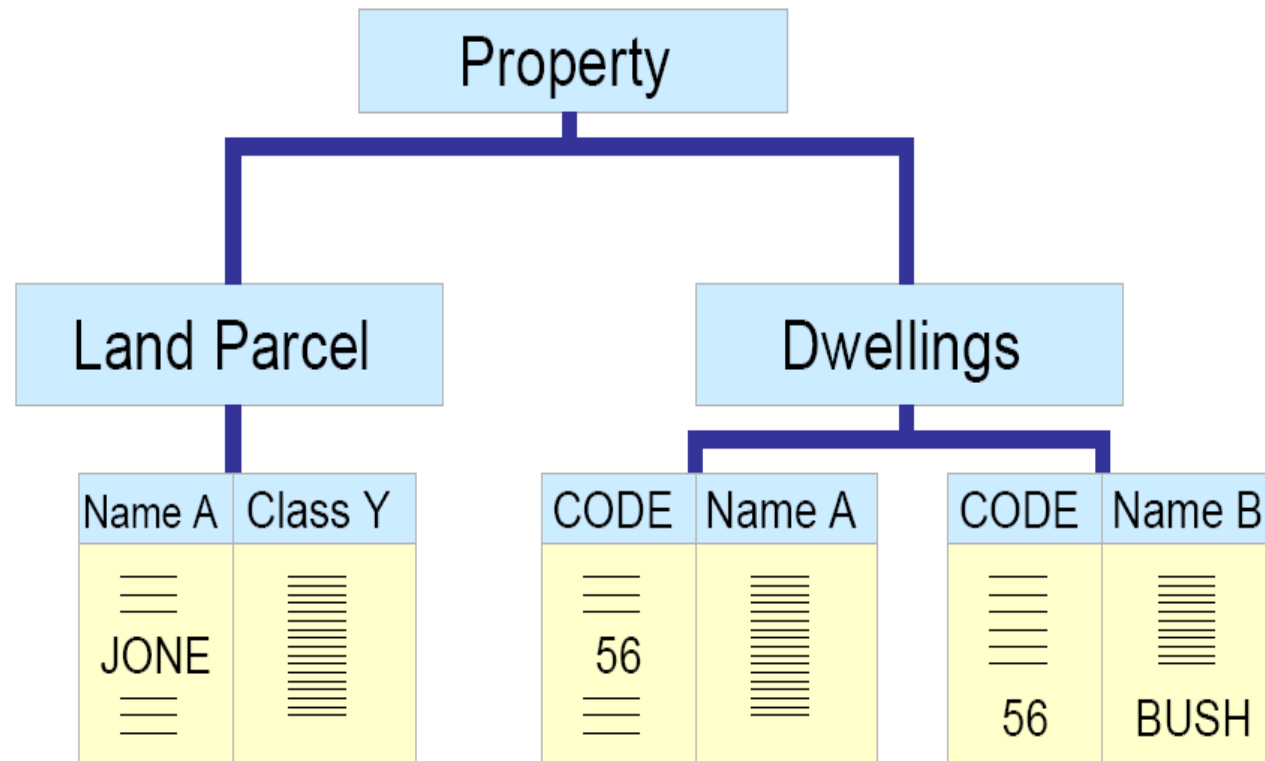 Property
Land Parcel Dwellings
Name A Class Y CODE Name A CODE Name B
JONE 56
56 BUSH